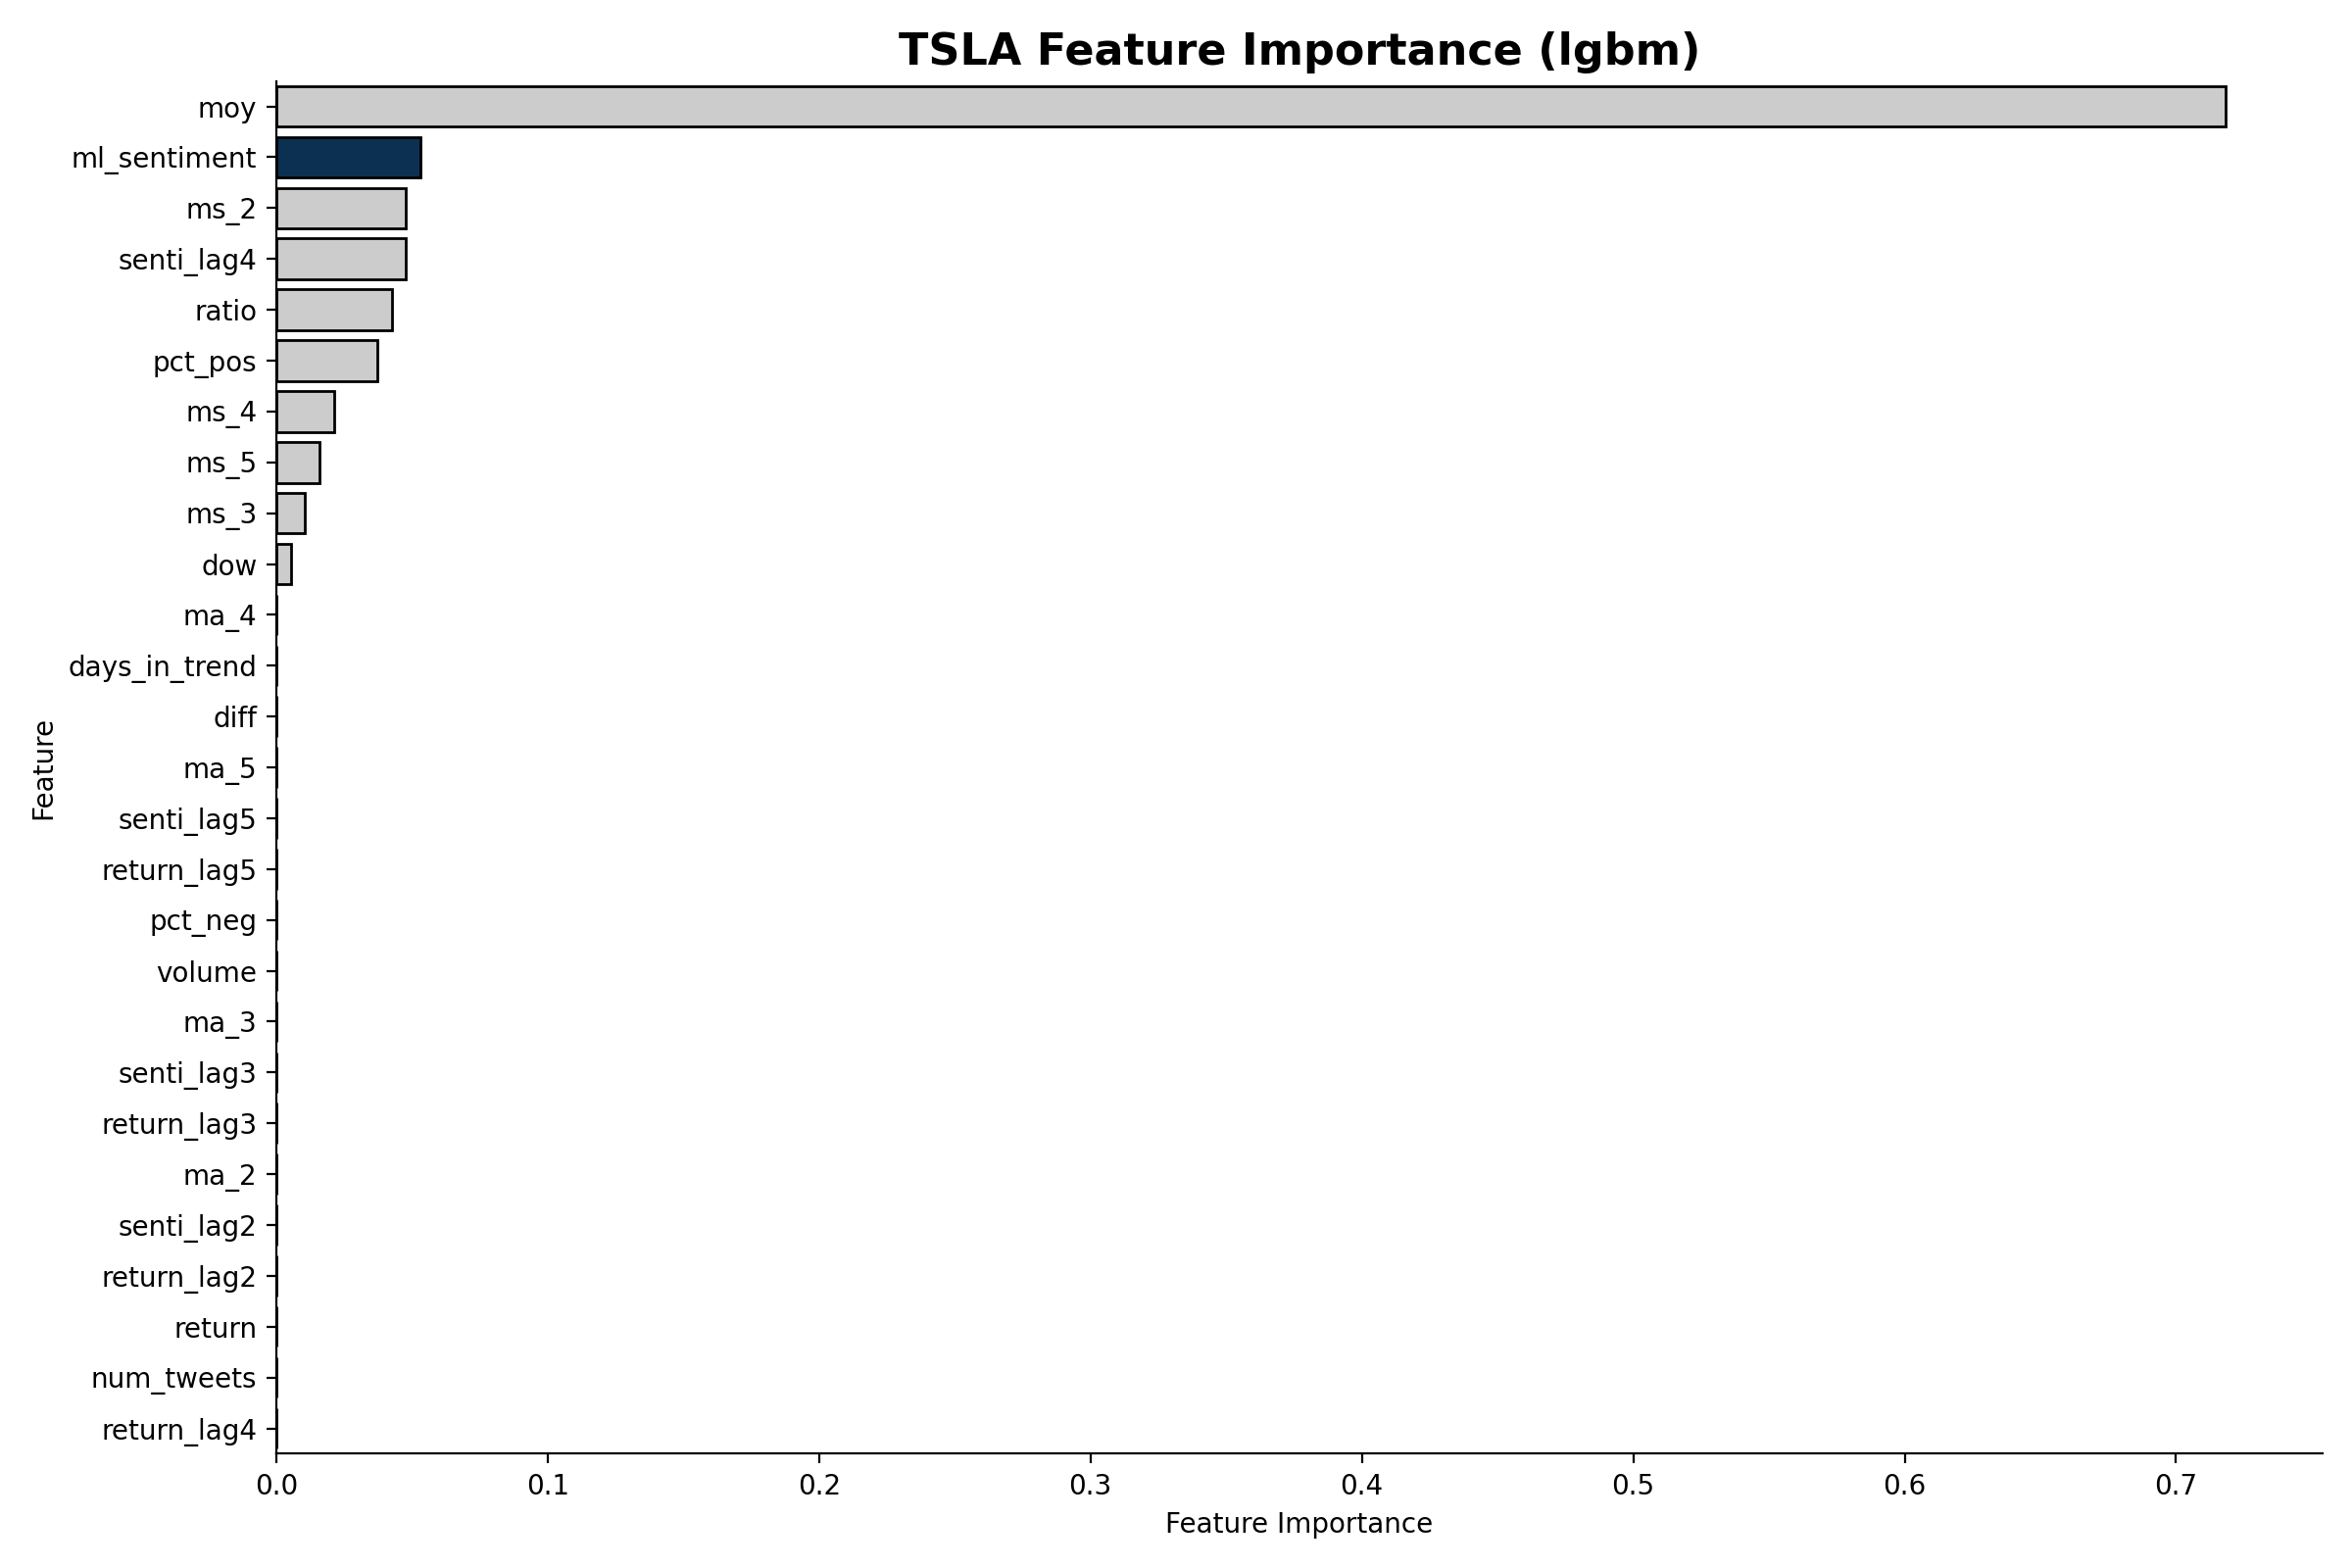 TSLA Feature Importance (lgbm)
moy
ml_sentiment
ms_2
senti_lag4
ratio
pct_pos
ms_4
ms_5
ms_3
dow
ma_4
days_in_trend
diff
ma_5
senti_lag5
return_lag5
pct_neg
volume
ma_3
senti_lag3
return_lag3
ma_2
senti_lag2
return_lag2
return
num_tweets
return_lag4
Feature
0.0 0.1 0.2 0.3 0.4 0.5 0.6 0.7
Feature Importance